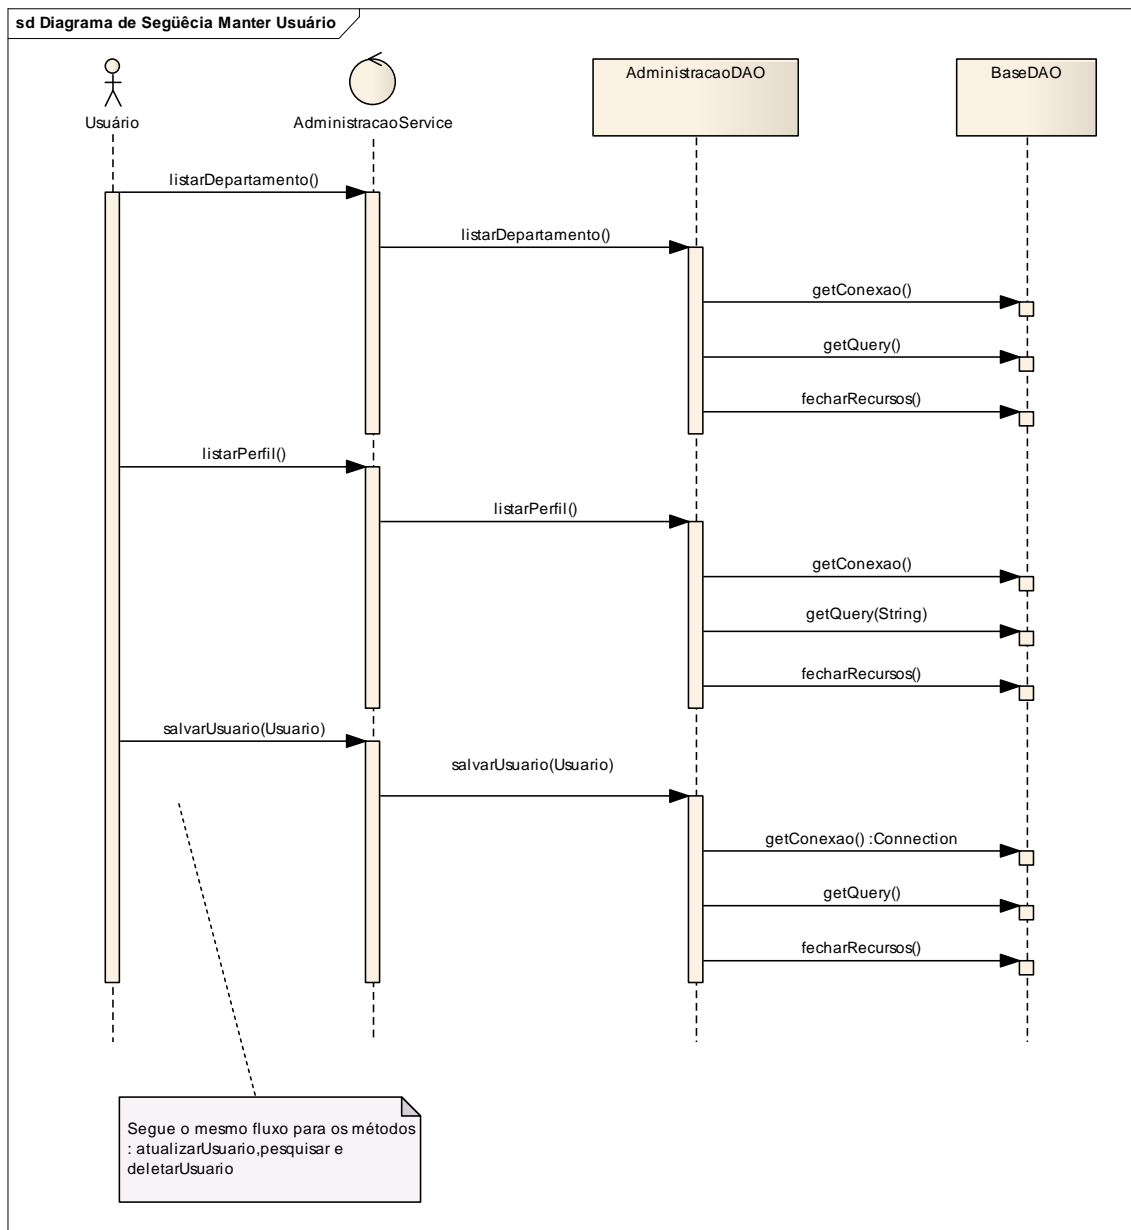 sd Diagrama de Següêcia Manter Usuário
Usuário
AdministracaoService
AdministracaoDAO
BaseDAO
listarDepartamento()
listarDepartamento()
getConexao()
getQuery()
fecharRecursos()
listarPerfil()
listarPerfil()
getConexao()
getQuery(String)
fecharRecursos()
salvarUsuario(Usuario)
salvarUsuario(Usuario)
getConexao() :Connection
getQuery()
fecharRecursos()
Segue o mesmo fluxo para os métodos
: atualizarUsuario,pesquisar e
deletarUsuario